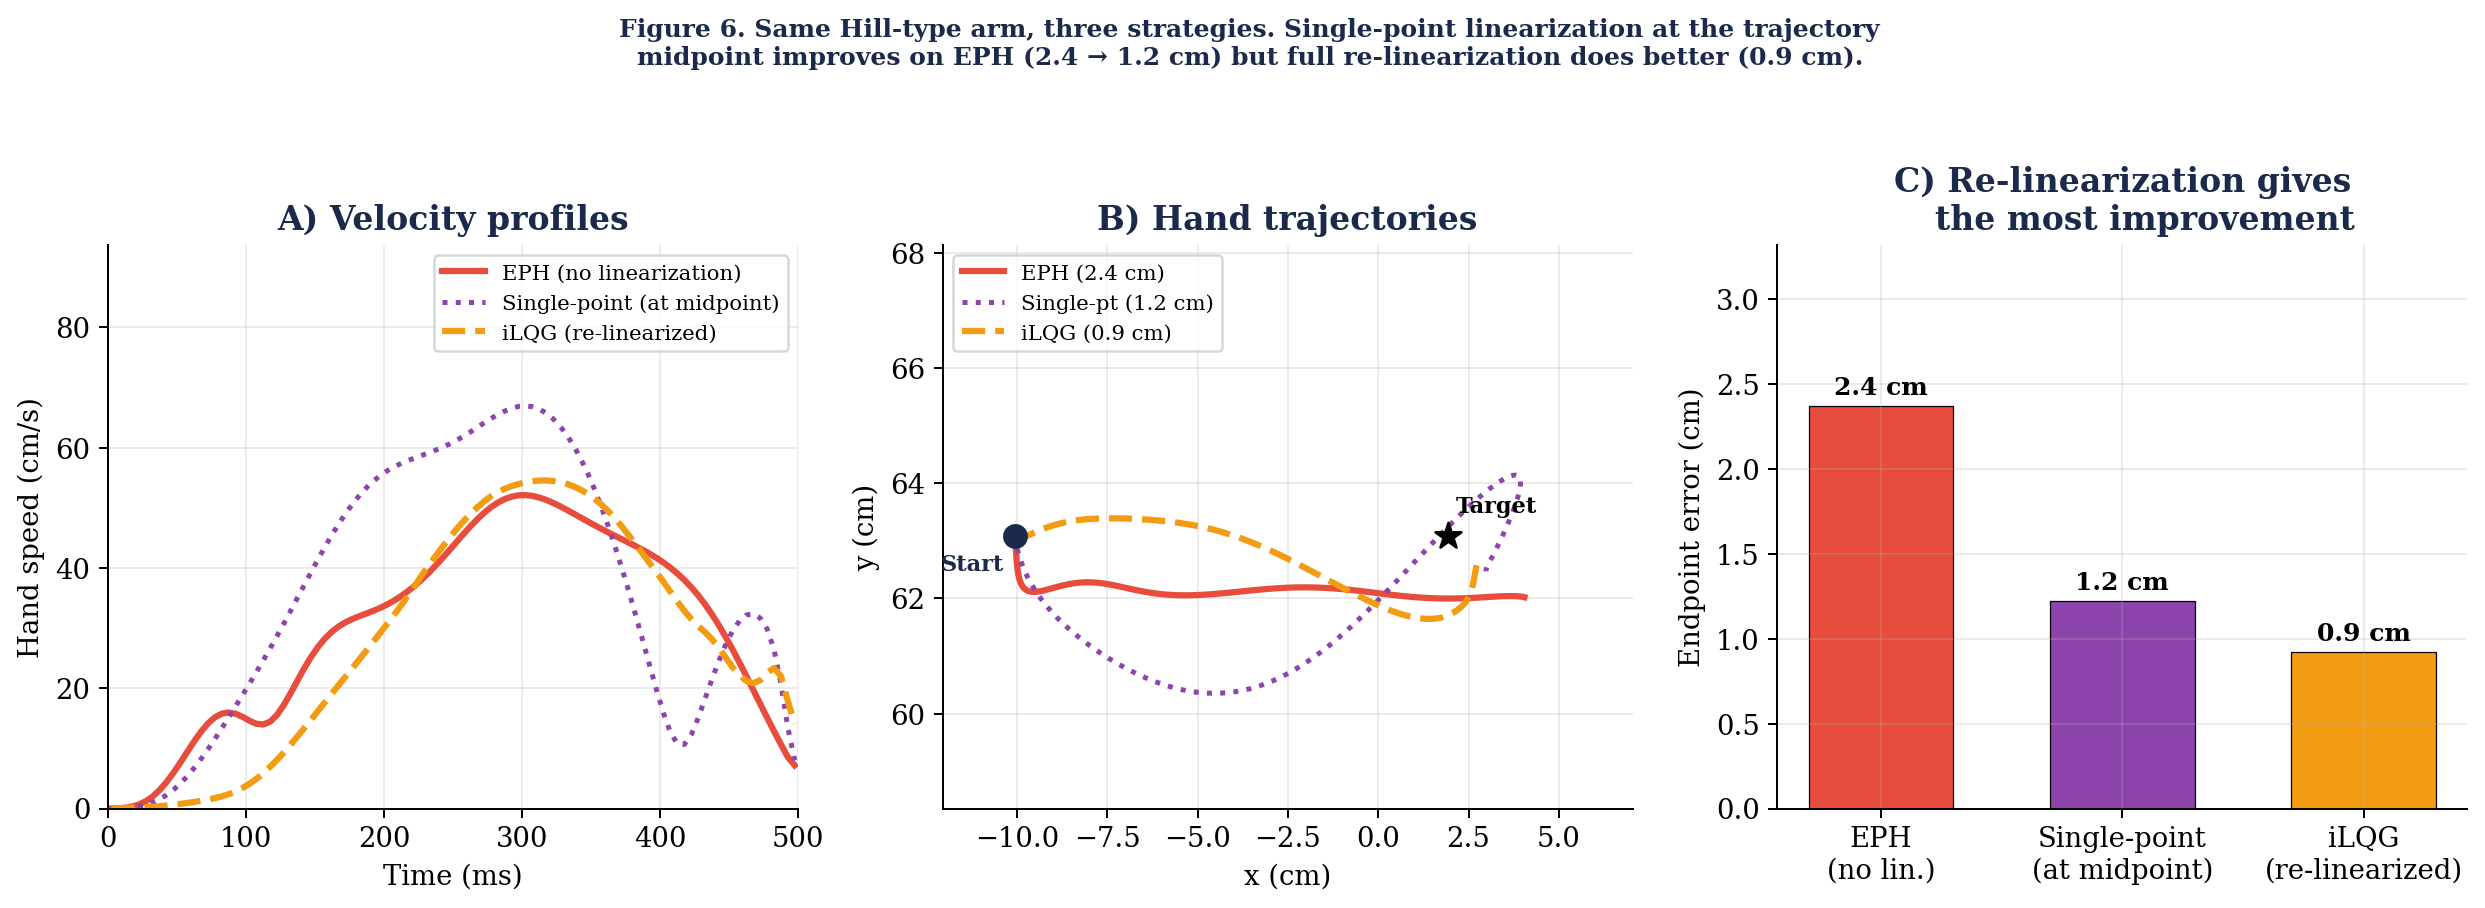 Figure 6. Same Hill-type arm, three strategies. Single-point linearization at the trajectory
midpoint improves on EPH (2.4 → 1.2 cm) but full re-linearization does better (0.9 cm).
A) Velocity profiles
EPH (no linearization)
Single-point (at midpoint)
iLQG (re-linearized)
Hand speed (cm/s)
80
60
40
20
0
0 100 200 300 400 500
Time (ms)
B) Hand trajectories
EPH (2.4 cm)
Single-pt (1.2 cm)
iLQG (0.9 cm)
y (cm)
68
66
64
62
60
Start
Target
−10.0 −7.5 −5.0 −2.5 0.0 2.5 5.0
x (cm)
C) Re-linearization gives
the most improvement
Endpoint error (cm)
3.0
2.5
2.0
1.5
1.0
0.5
0.0
2.4 cm
1.2 cm
0.9 cm
EPH
(no lin.)
Single-point
(at midpoint)
iLQG
(re-linearized)